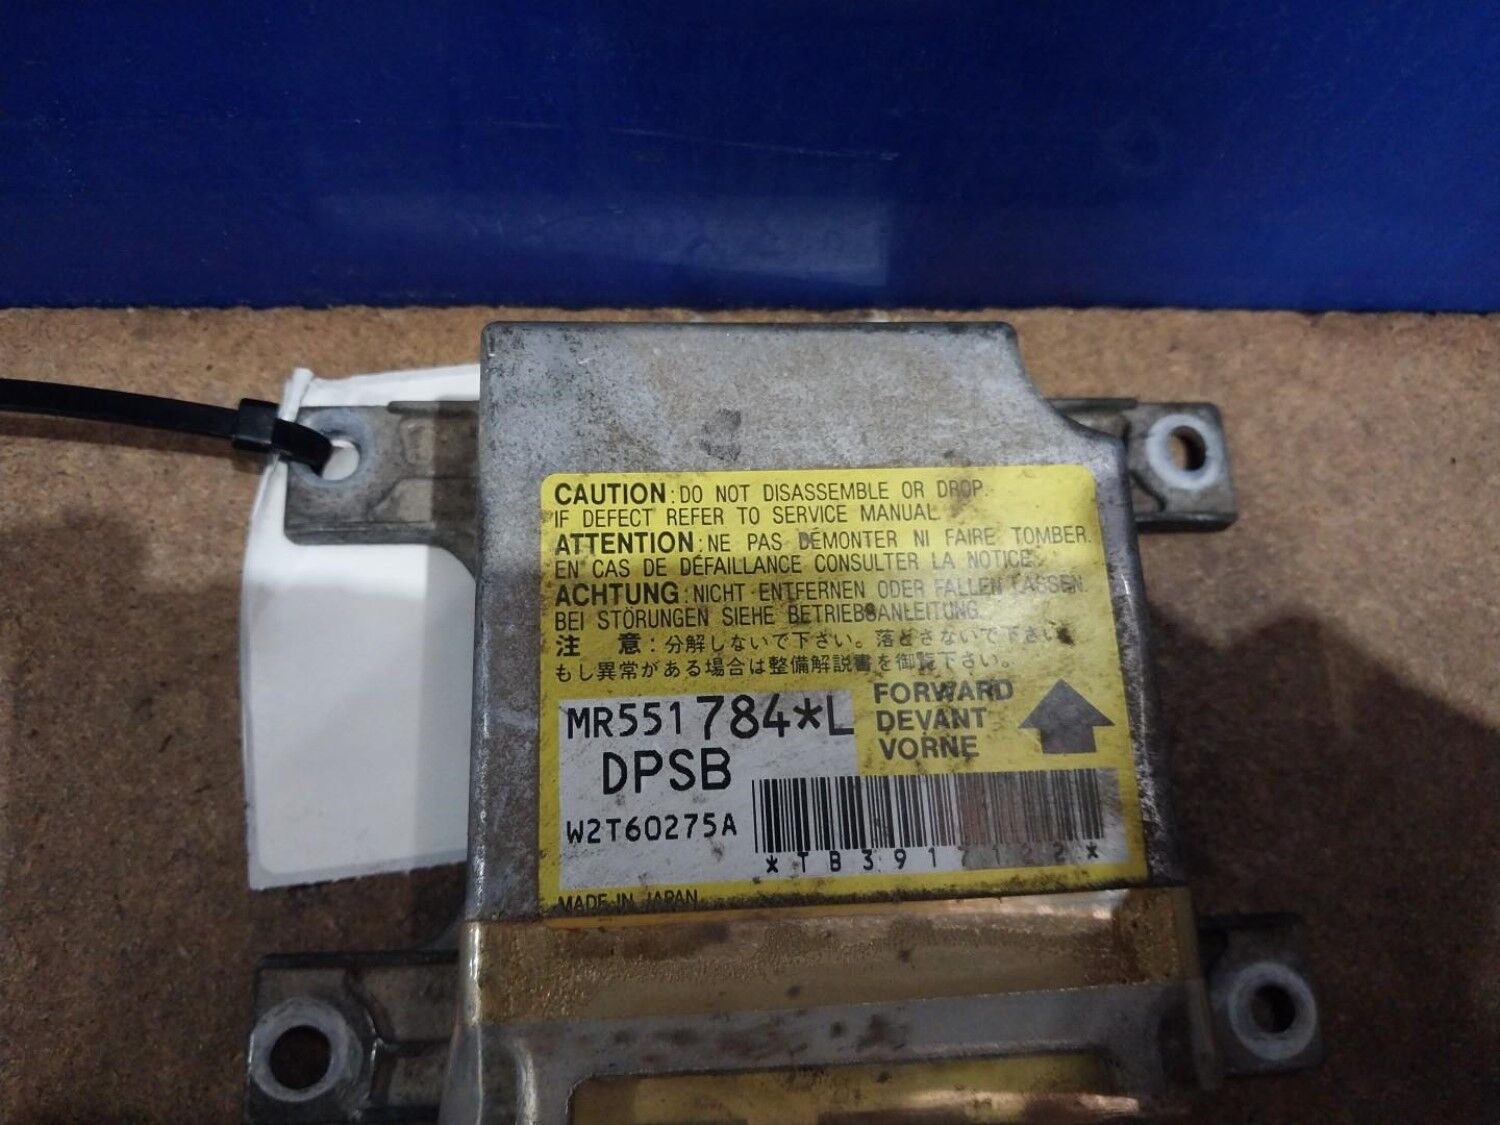 CAUTION : DO NOT DISASSEMBLE OR DROP.
IF DEFECT REFER TO SERVICE MANUAL.
ATTENTION : NE PAS DÉMONTER NI FAIRE TOMBER.
EN CAS DE DÉFAILLANCE CONSULTER LA NOTICE.
ACHTUNG : NICHT ENTFERNEN ODER FALLEN LASSEN.
BEI STÖRUNGEN SIEHE BETRIEBSANLEITUNG.
注 意 : 分解しないで下さい。落とさないで下さい。
もし異常がある場合は整備解説書を御覧下さい。
MR551784*L
DPSB
W2T60275A
FORWARD
DEVANT
VORNE
*TB3917122*
MADE IN JAPAN